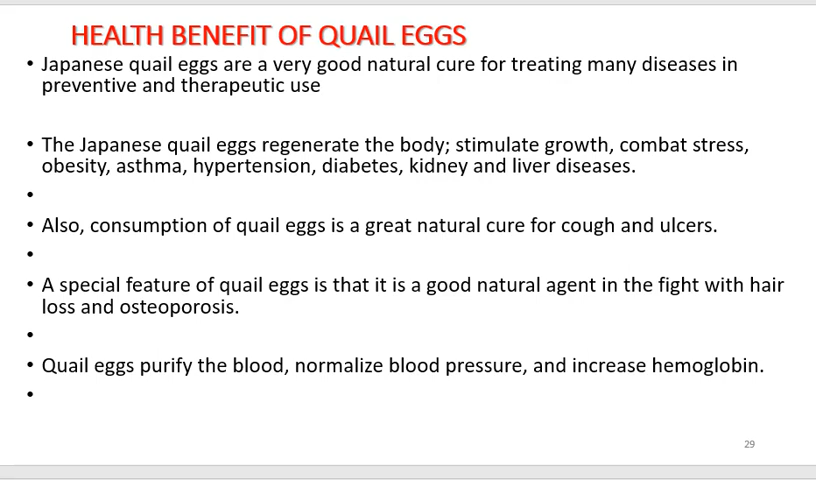 HEALTH BENEFIT OF QUAIL EGGS
• Japanese quail eggs are a very good natural cure for treating many diseases in
preventive and therapeutic use
• The Japanese quail eggs regenerate the body; stimulate growth, combat stress,
obesity, asthma, hypertension, diabetes, kidney and liver diseases.
•
• Also, consumption of quail eggs is a great natural cure for cough and ulcers.
•
• A special feature of quail eggs is that it is a good natural agent in the fight with hair
loss and osteoporosis.
•
• Quail eggs purify the blood, normalize blood pressure, and increase hemoglobin.
•
29